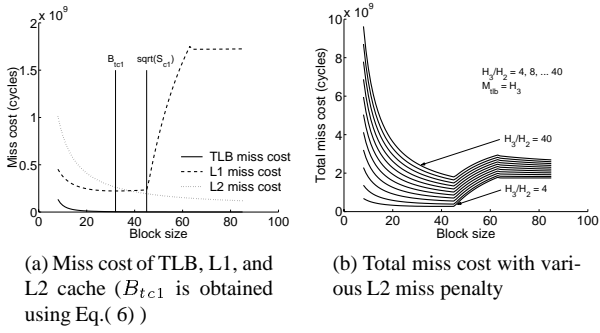 x 10^9
2
1.5
1
0.5
0
Miss cost (cycles)
B_tc1
sqrt(S_c1)
TLB miss cost
L1 miss cost
L2 miss cost
0 20 40 60 80 100
Block size
(a) Miss cost of TLB, L1, and
L2 cache (B_tc1 is obtained
using Eq.( 6) )
x 10^9
10
8
6
4
2
0
Total miss cost (cycles)
H_3/H_2 = 4, 8, ... 40
M_tlb = H_3
H_3/H_2 = 40
H_3/H_2 = 4
0 20 40 60 80 100
Block size
(b) Total miss cost with vari-
ous L2 miss penalty